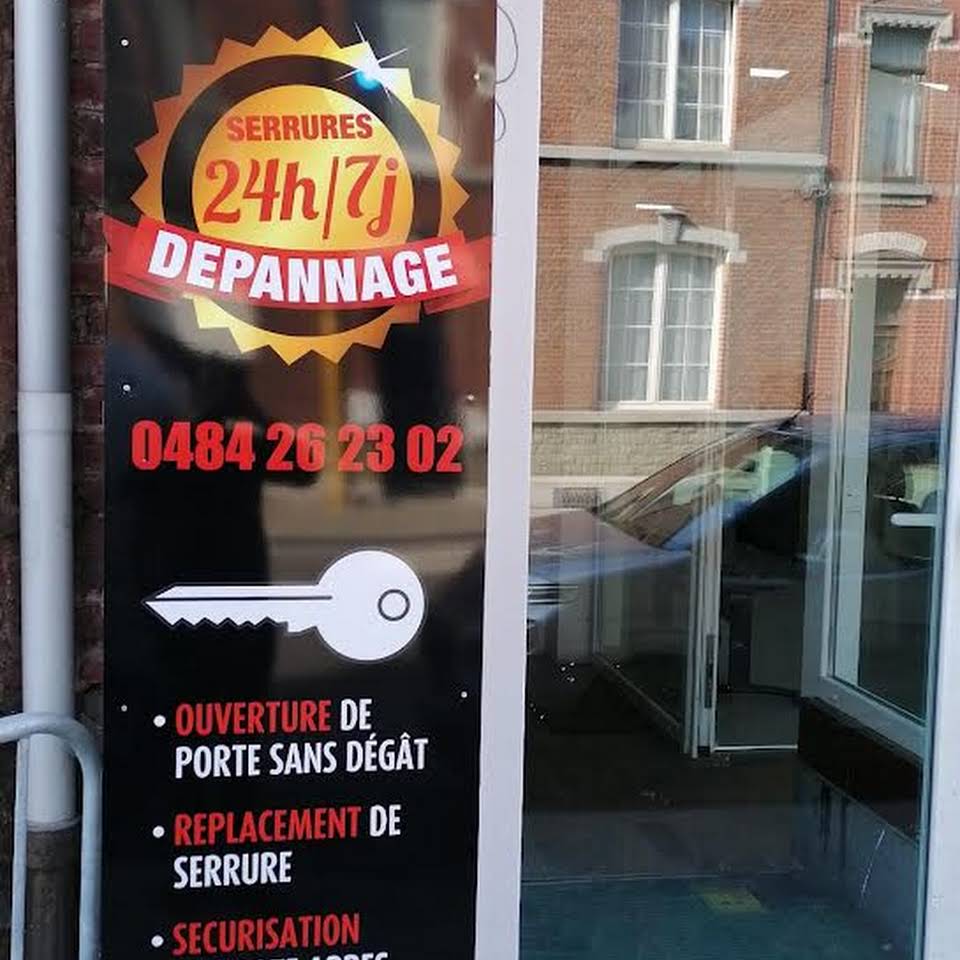 SERRURES
24h/7j
DEPANNAGE
0484 26 23 02
• OUVERTURE DE
PORTE SANS DÉGÂT
• REPLACEMENT DE
SERRURE
• SECURISATION